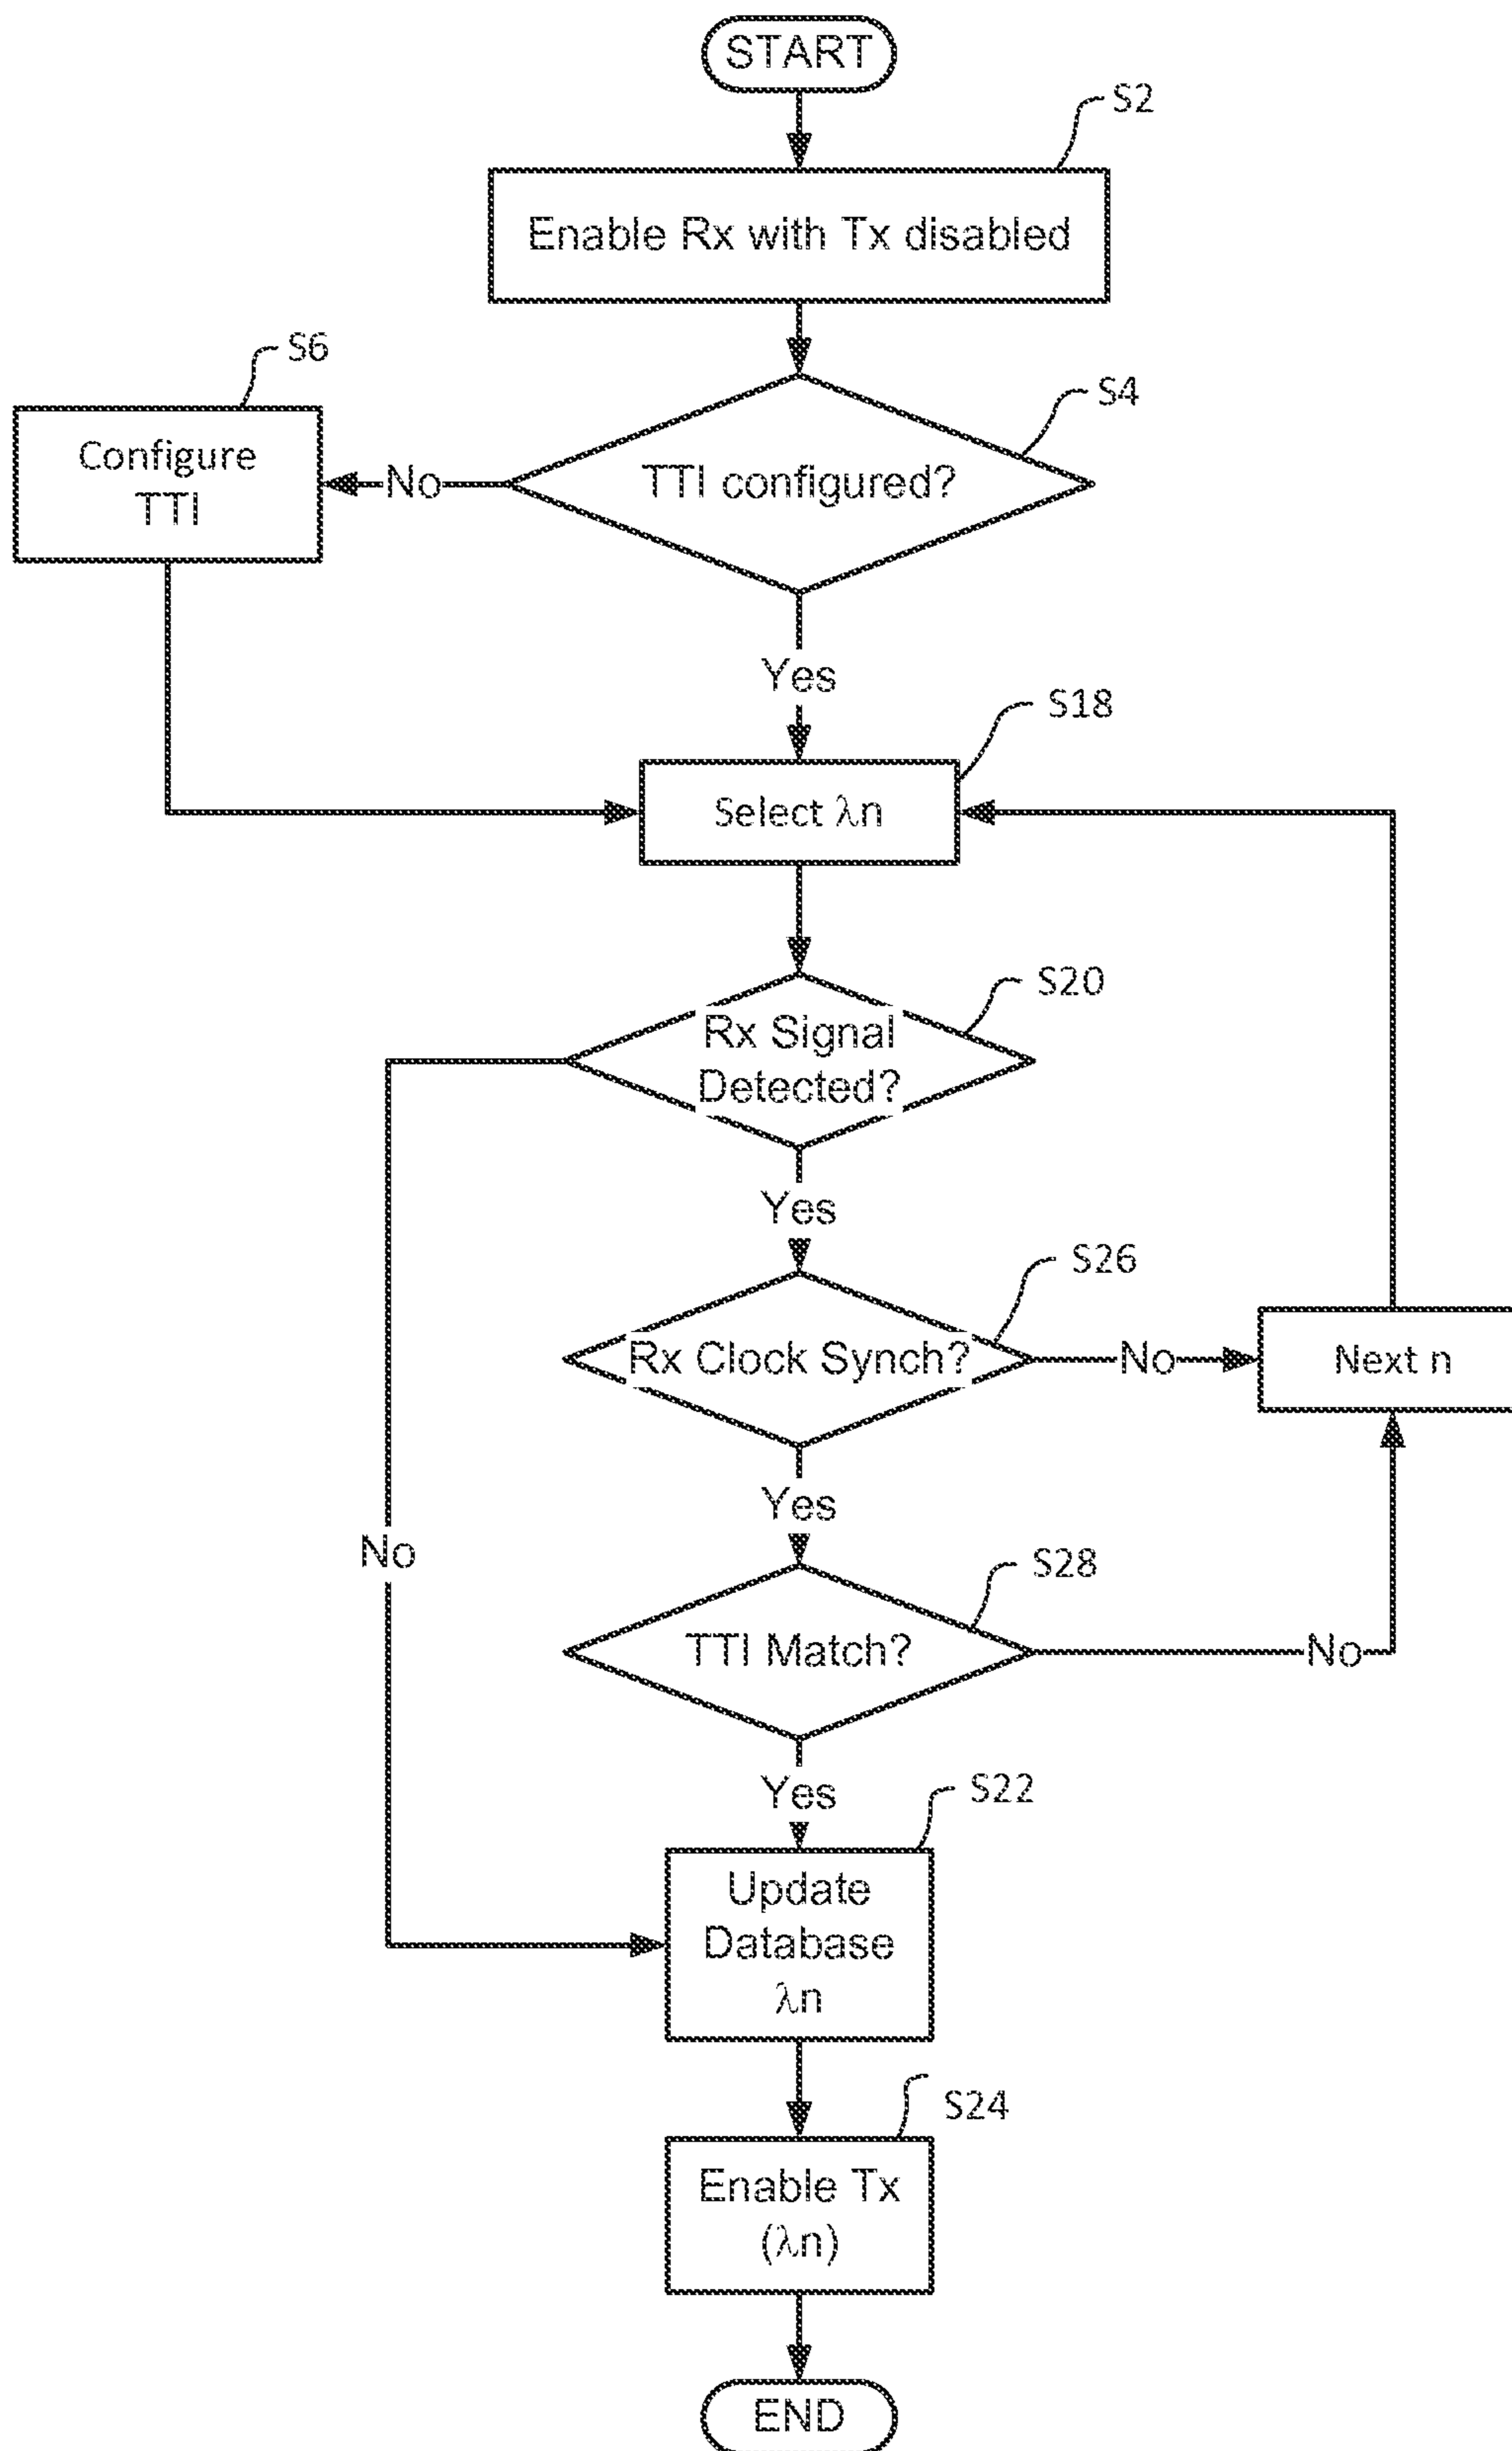 START
S2
Enable Rx with Tx disabled
S6
S4
Configure
TTI
No
TTI configured?
Yes
S18
Select λn
S20
Rx Signal
Detected?
Yes
S26
Rx Clock Synch?
No
Next n
Yes
No
S28
TTI Match?
No
Yes
S22
Update
Database
λn
S24
Enable Tx
(λn)
END